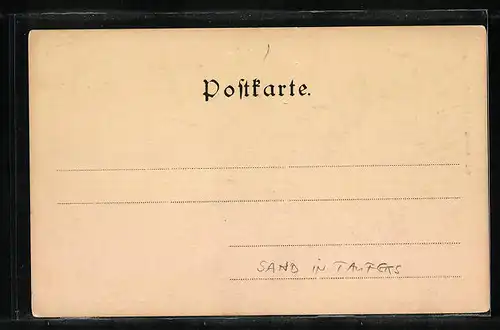 Poſtkarte.
SAND IN TAUFERS